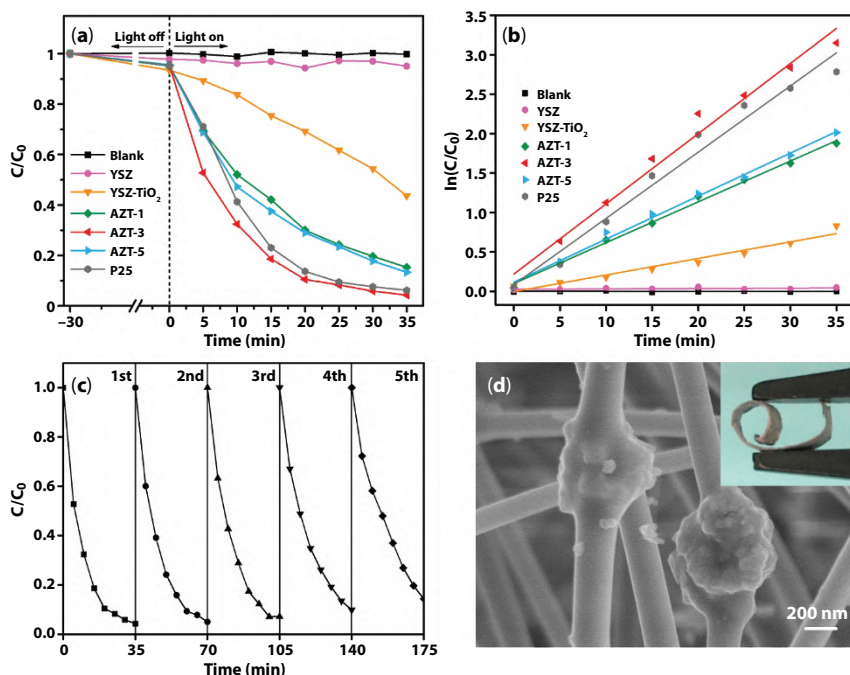 (a)
Light off
Light on
C/C0
1
0.8
0.6
0.4
0.2
0
Blank
YSZ
YSZ-TiO2
AZT-1
AZT-3
AZT-5
P25
−30 0 5 10 15 20 25 30 35
Time (min)
(b)
ln(C/C0)
3.5
3.0
2.5
2.0
1.5
1.0
0.5
0.0
Blank
YSZ
YSZ-TiO2
AZT-1
AZT-3
AZT-5
P25
0 5 10 15 20 25 30 35
Time (min)
(c)
1st 2nd 3rd 4th 5th
C/C0
1.0
0.8
0.6
0.4
0.2
0.0
0 35 70 105 140 175
Time (min)
(d)
200 nm